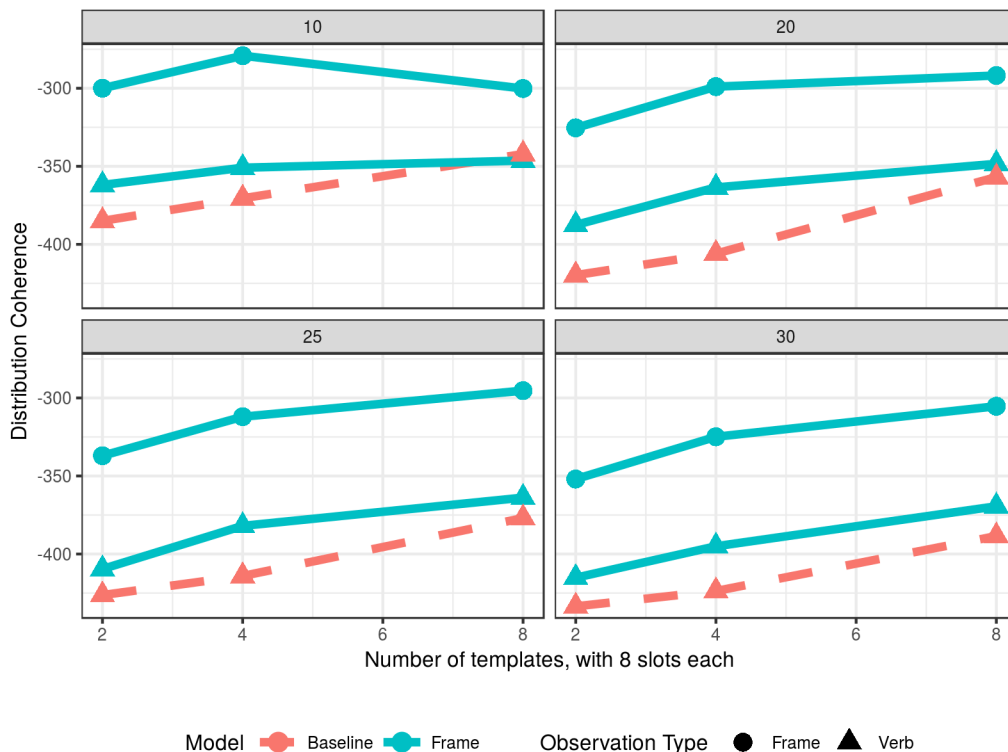 10
20
-300
-350
-400
25
30
-300
-350
-400
2 4 6 8
2 4 6 8
Distribution Coherence
Number of templates, with 8 slots each
Model Baseline Frame Observation Type Frame Verb